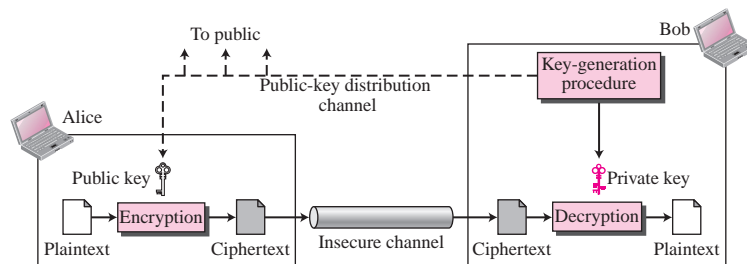 To public
Bob
Key-generation
procedure
Public-key distribution
channel
Alice
Public key
Private key
Encryption
Decryption
Plaintext
Ciphertext
Insecure channel
Ciphertext
Plaintext